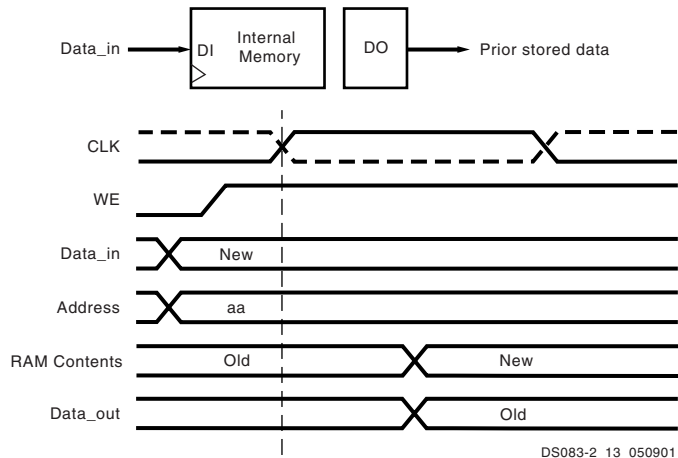 Data_in DI Internal Memory DO Prior stored data
CLK
WE
Data_in New
Address aa
RAM Contents Old New
Data_out Old
DS083-2_13_050901